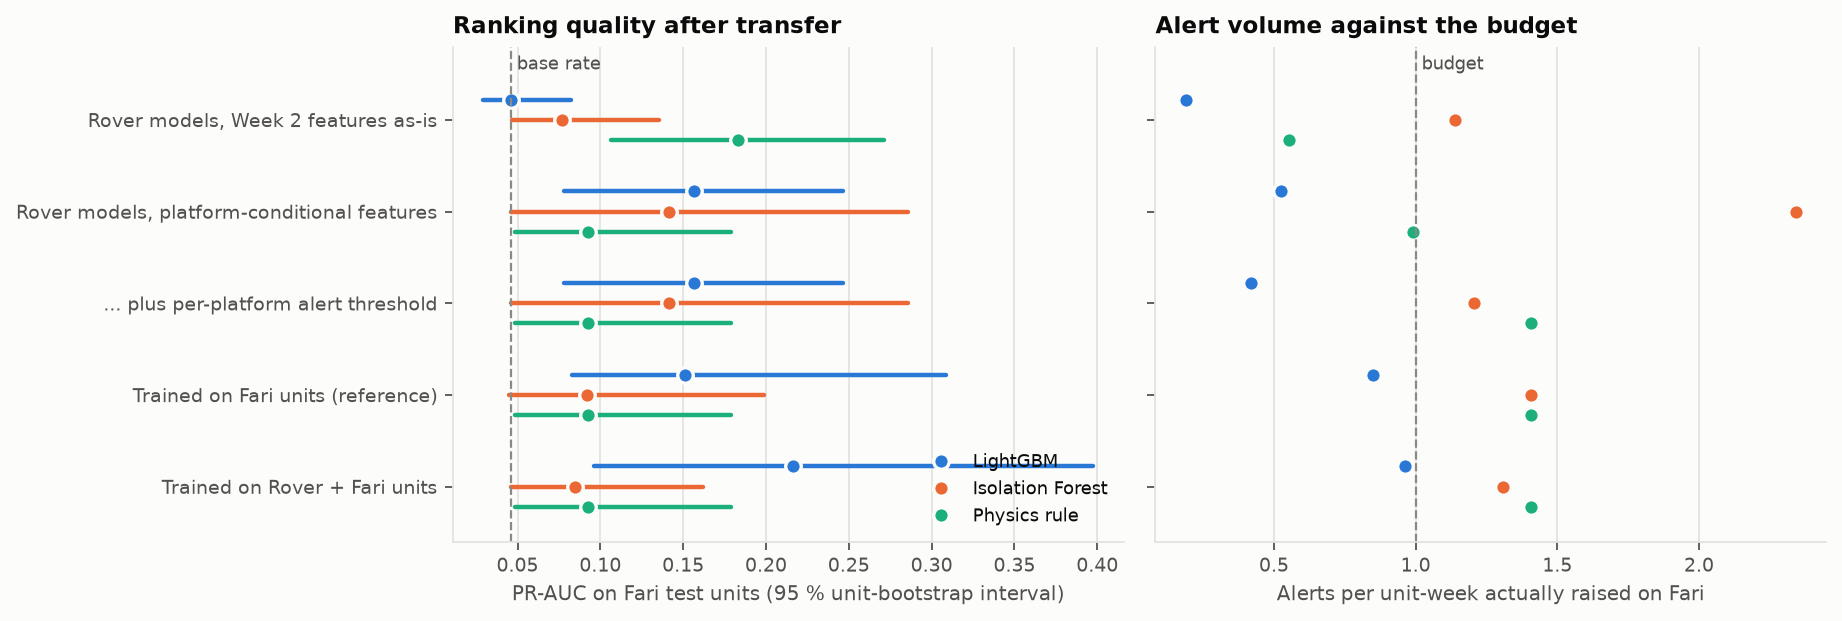 Ranking quality after transfer
Alert volume against the budget
base rate
budget
Rover models, Week 2 features as-is
Rover models, platform-conditional features
... plus per-platform alert threshold
Trained on Fari units (reference)
Trained on Rover + Fari units
LightGBM
Isolation Forest
Physics rule
0.05 0.10 0.15 0.20 0.25 0.30 0.35 0.40
0.5 1.0 1.5 2.0
PR-AUC on Fari test units (95 % unit-bootstrap interval)
Alerts per unit-week actually raised on Fari